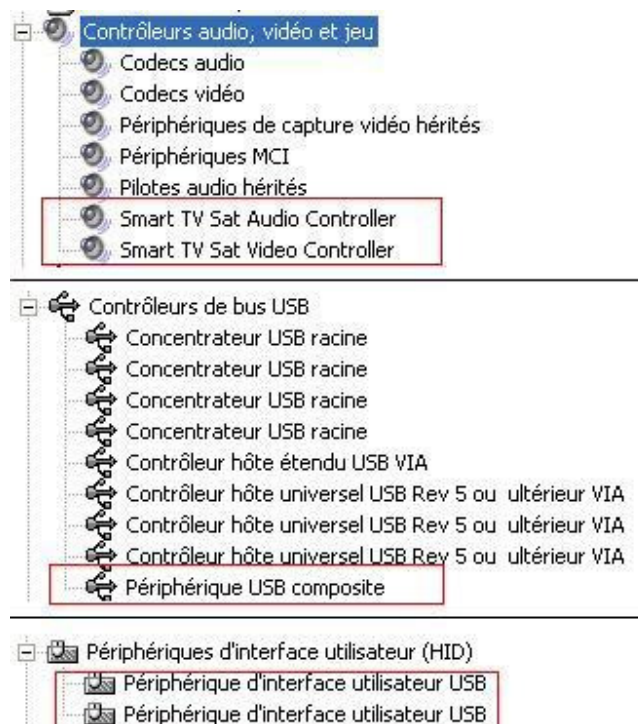 Contrôleurs audio, vidéo et jeu
Codecs audio
Codecs vidéo
Périphériques de capture vidéo hérités
Périphériques MCI
Pilotes audio hérités
Smart TV Sat Audio Controller
Smart TV Sat Video Controller
Contrôleurs de bus USB
Concentrateur USB racine
Concentrateur USB racine
Concentrateur USB racine
Concentrateur USB racine
Contrôleur hôte étendu USB VIA
Contrôleur hôte universel USB Rev 5 ou ultérieur VIA
Contrôleur hôte universel USB Rev 5 ou ultérieur VIA
Contrôleur hôte universel USB Rev 5 ou ultérieur VIA
Périphérique USB composite
Périphériques d'interface utilisateur (HID)
Périphérique d'interface utilisateur USB
Périphérique d'interface utilisateur USB